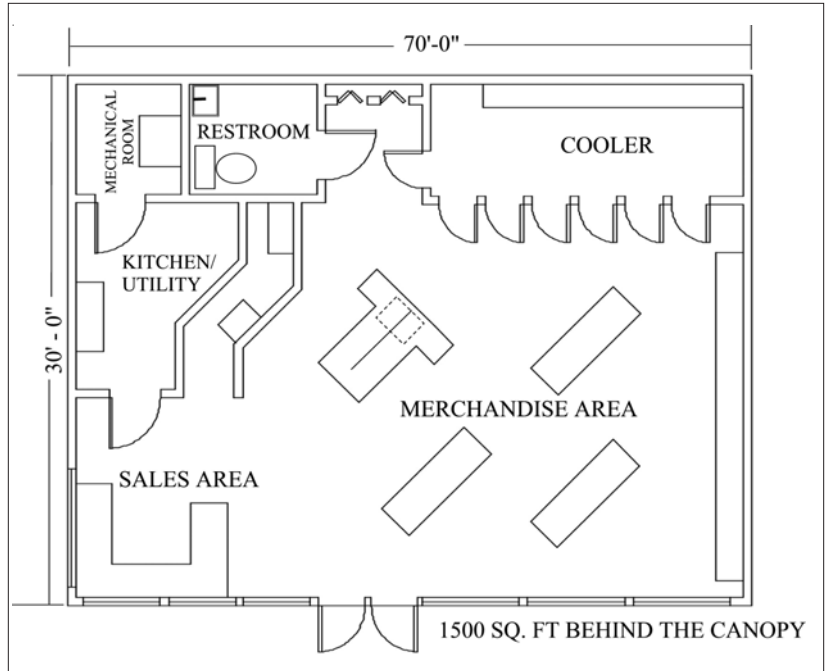 70'-0"
MECHANICAL
ROOM
RESTROOM
COOLER
KITCHEN/
UTILITY
30' - 0"
MERCHANDISE AREA
SALES AREA
1500 SQ. FT BEHIND THE CANOPY